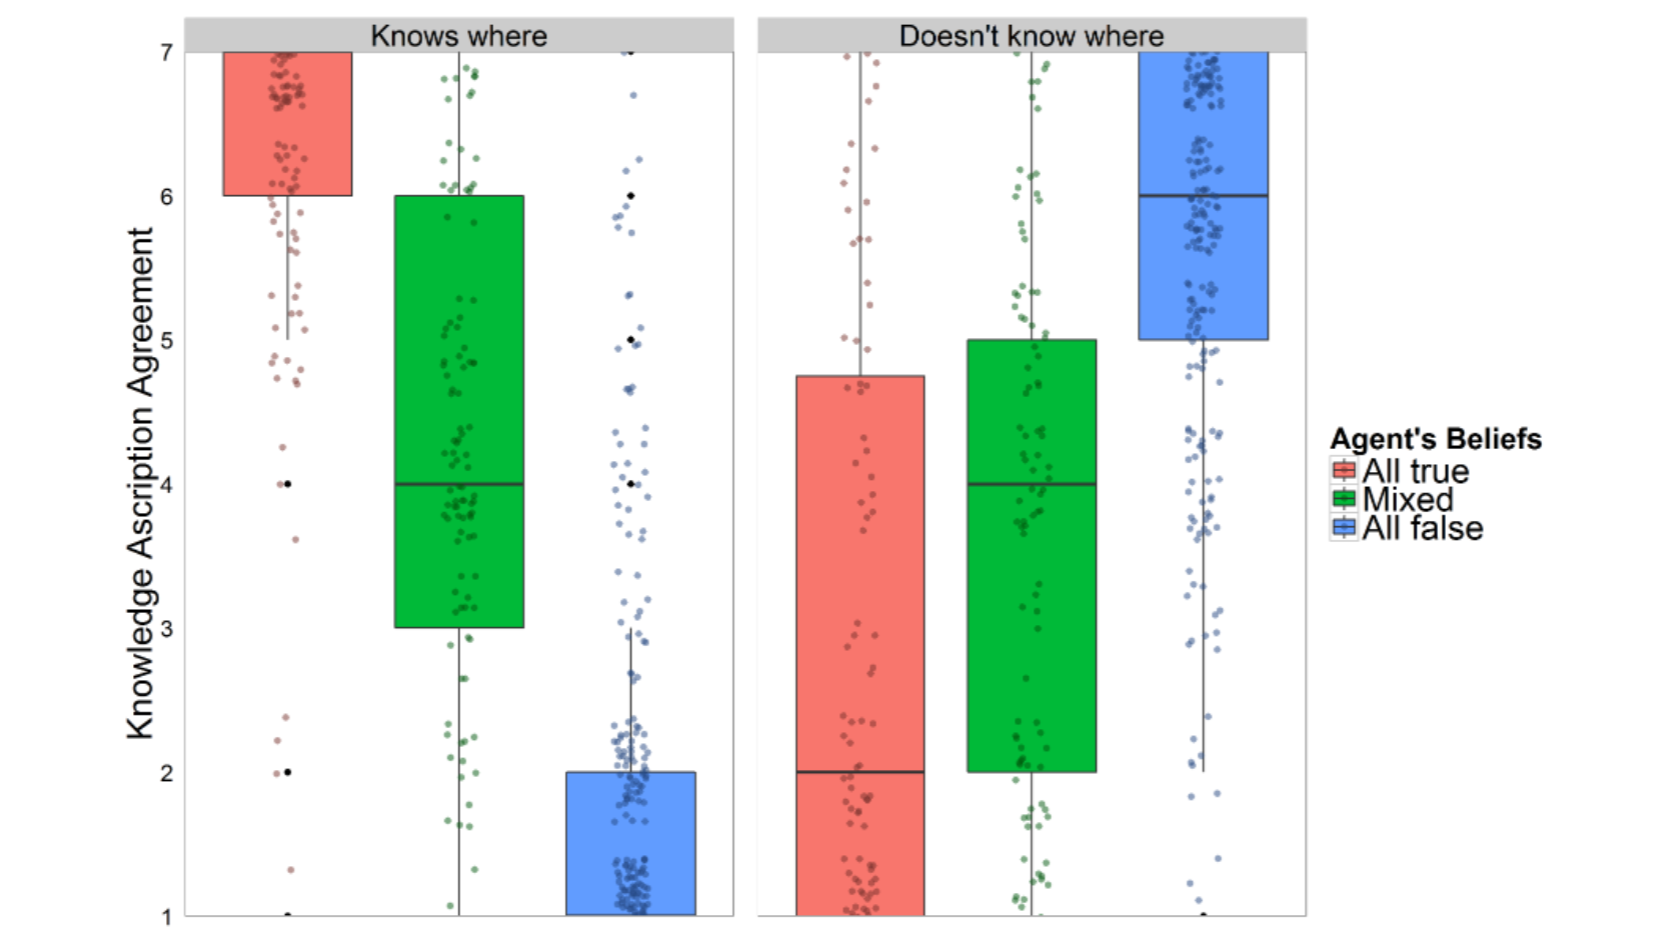 Knows where
Doesn't know where
Knowledge Ascription Agreement
7
6
5
4
3
2
1
Agent's Beliefs
All true
Mixed
All false